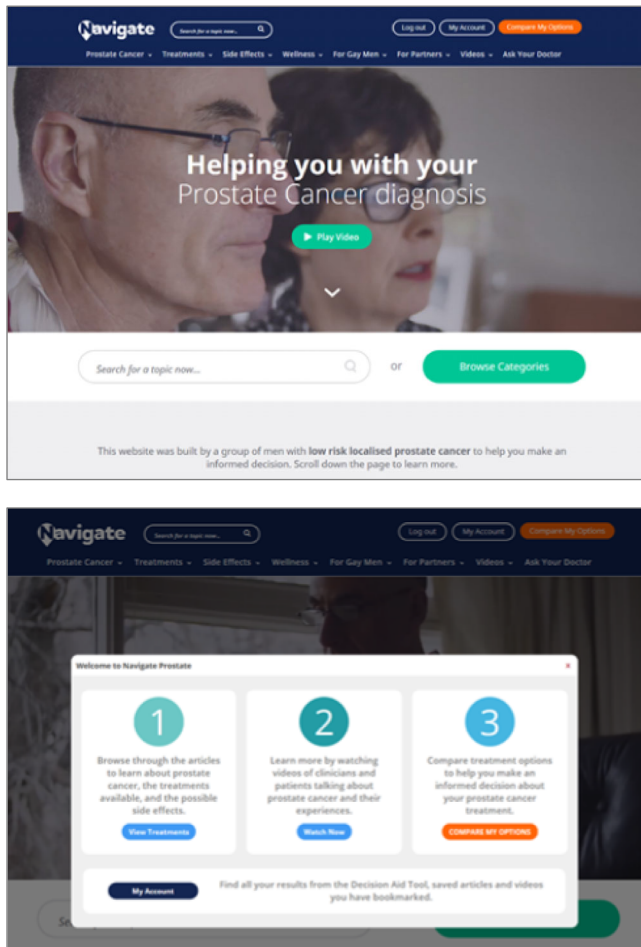 Navigate
Search for a topic now...
Log out
My Account
Compare My Options
Prostate Cancer Treatments Side Effects Wellness For Gay Men For Partners Videos Ask Your Doctor
Helping you with your
Prostate Cancer diagnosis
Play Video
Search for a topic now...
or
Browse Categories
This website was built by a group of men with low risk localised prostate cancer to help you make an
informed decision. Scroll down the page to learn more.
Navigate
Search for a topic now...
Log out
My Account
Compare My Options
Prostate Cancer Treatments Side Effects Wellness For Gay Men For Partners Videos Ask Your Doctor
Welcome to Navigate Prostate
x
1
Browse through the articles
to learn about prostate
cancer, the treatments
available, and the possible
side effects.
View Treatments
2
Learn more by watching
videos of clinicians and
patients talking about
prostate cancer and their
experiences.
Watch Now
3
Compare treatment options
to help you make an
informed decision about
your prostate cancer
treatment.
COMPARE MY OPTIONS
My Account
Find all your results from the Decision Aid Tool, saved articles and videos
you have bookmarked.
Se